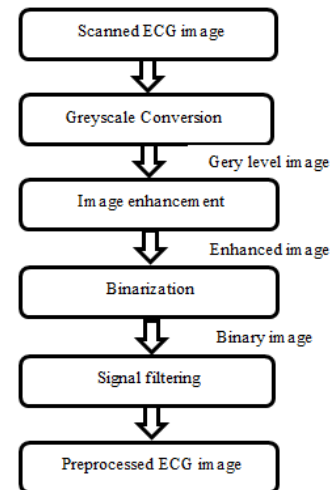 Scanned ECG image
Greyscale Conversion
Gery level image
Image enhancement
Enhanced image
Binarization
Binary image
Signal filtering
Preprocessed ECG image